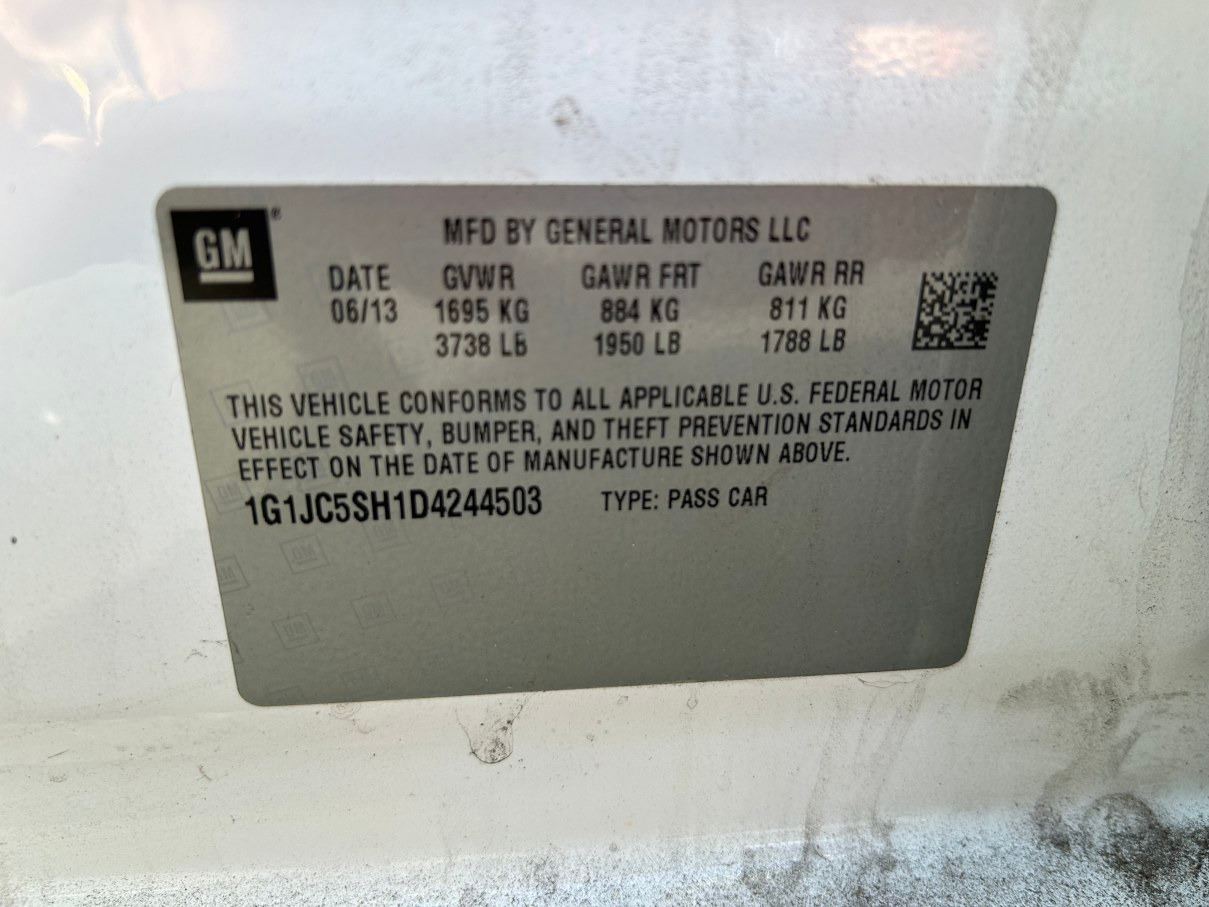 GM®
MFD BY GENERAL MOTORS LLC
DATE GVWR GAWR FRT GAWR RR
06/13 1695 KG 884 KG 811 KG
3738 LB 1950 LB 1788 LB
THIS VEHICLE CONFORMS TO ALL APPLICABLE U.S. FEDERAL MOTOR
VEHICLE SAFETY, BUMPER, AND THEFT PREVENTION STANDARDS IN
EFFECT ON THE DATE OF MANUFACTURE SHOWN ABOVE.
1G1JC5SH1D4244503 TYPE: PASS CAR